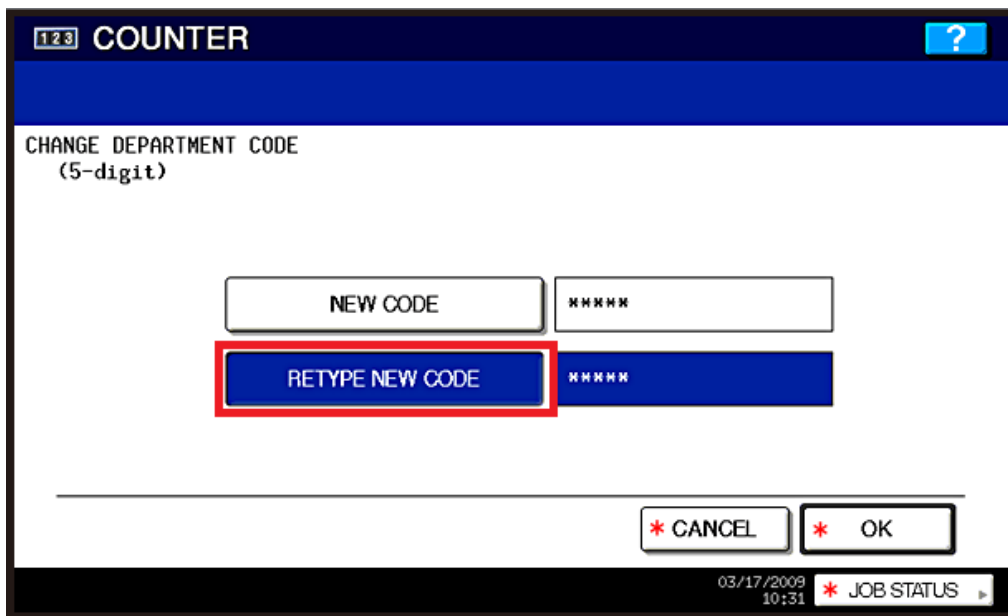 123 COUNTER ?
CHANGE DEPARTMENT CODE
(5-digit)
NEW CODE *****
RETYPE NEW CODE *****
* CANCEL * OK
03/17/2009
10:31 * JOB STATUS